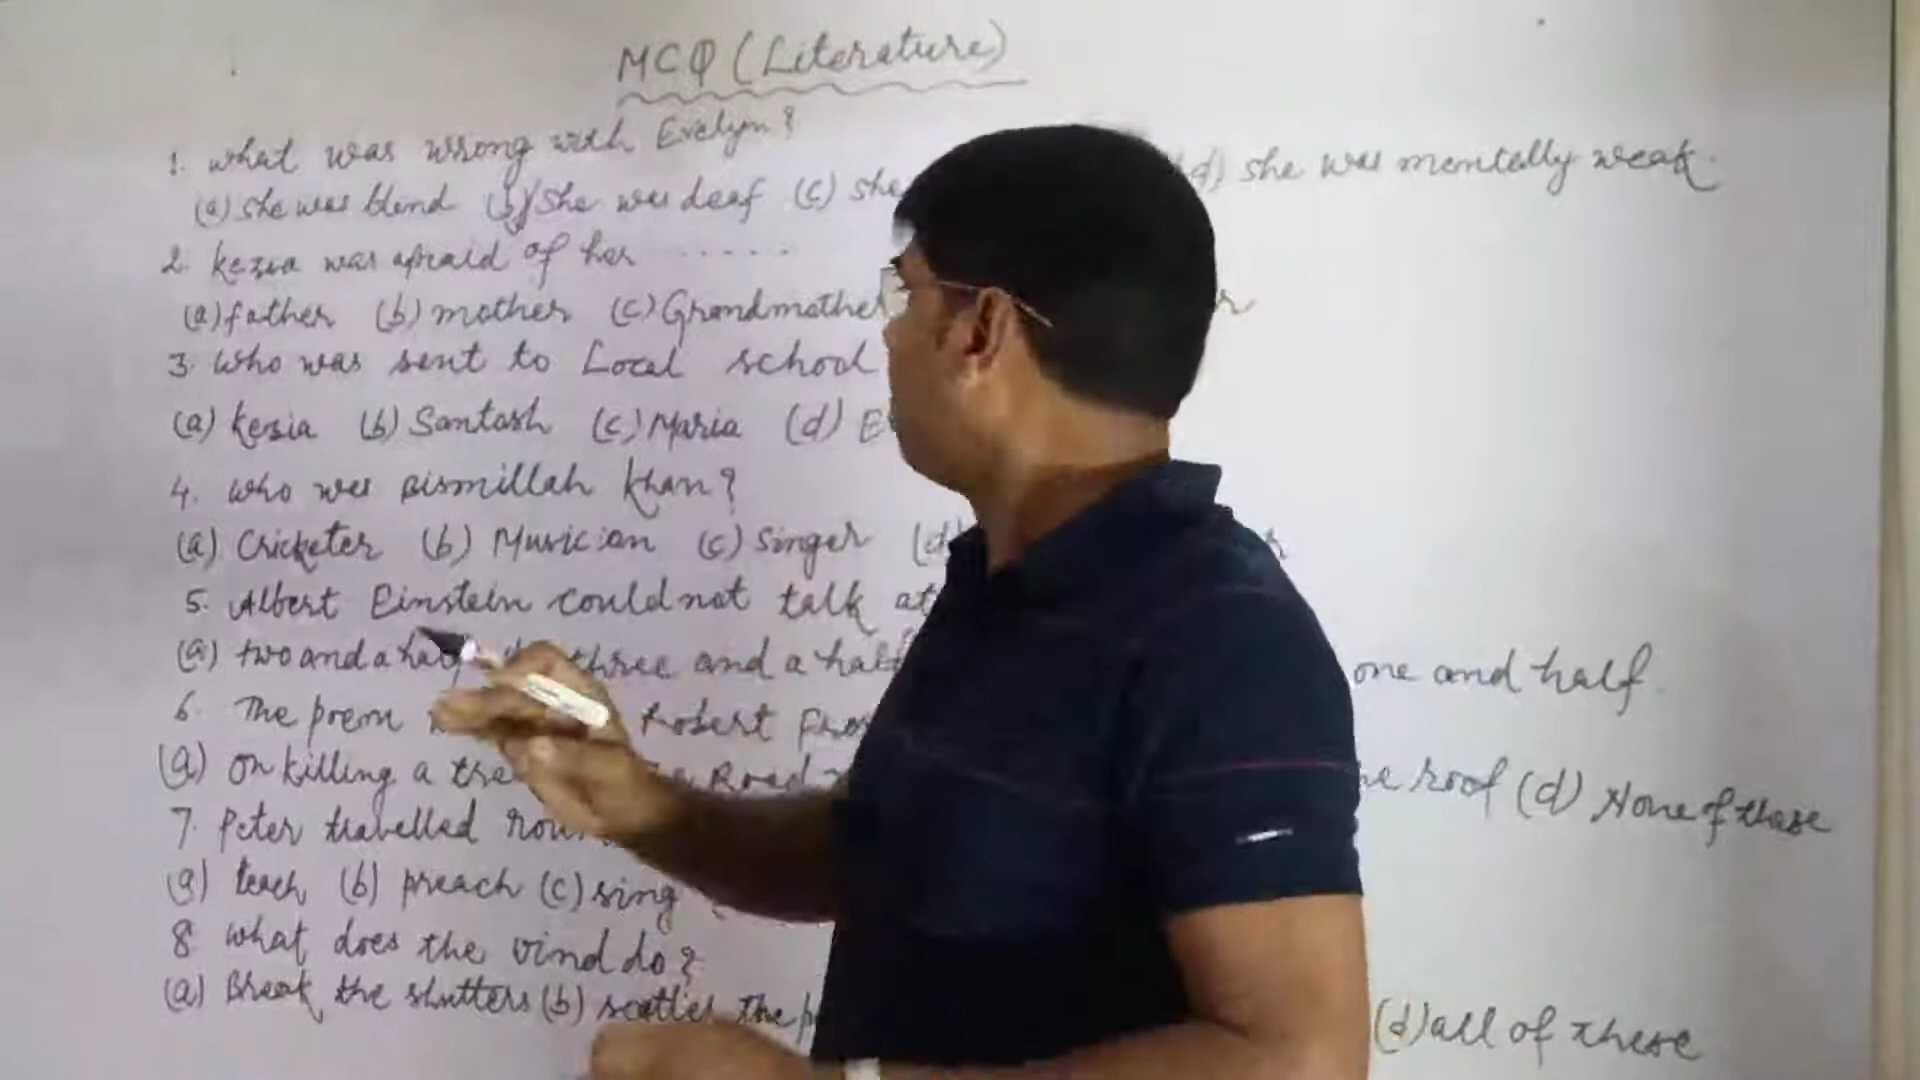 MCQ (Literature)
1. what was wrong with Evelyn?
(a) she was blend (b) she was deaf (c) she d) she was mentally weak.
2. kezia was afraid of her ......
(a) father (b) mother (c) Grandmother
3. who was sent to Local school
(a) kezia (b) Santosh (c) Maria (d) E
4. who was Bismillah khan?
(a) Cricketer (b) Musician (c) Singer (d
5. Albert Einstein could not talk at
(a) two and a half three and a half one and half.
6. The poem Robert Fros
(a) on killing a tree Road roof (d) None of these
7. Peter travelled roun
(a) teach (b) preach (c) sing
8. what does the wind do?
(a) Break the shutters (b) scatter the p (d) all of these